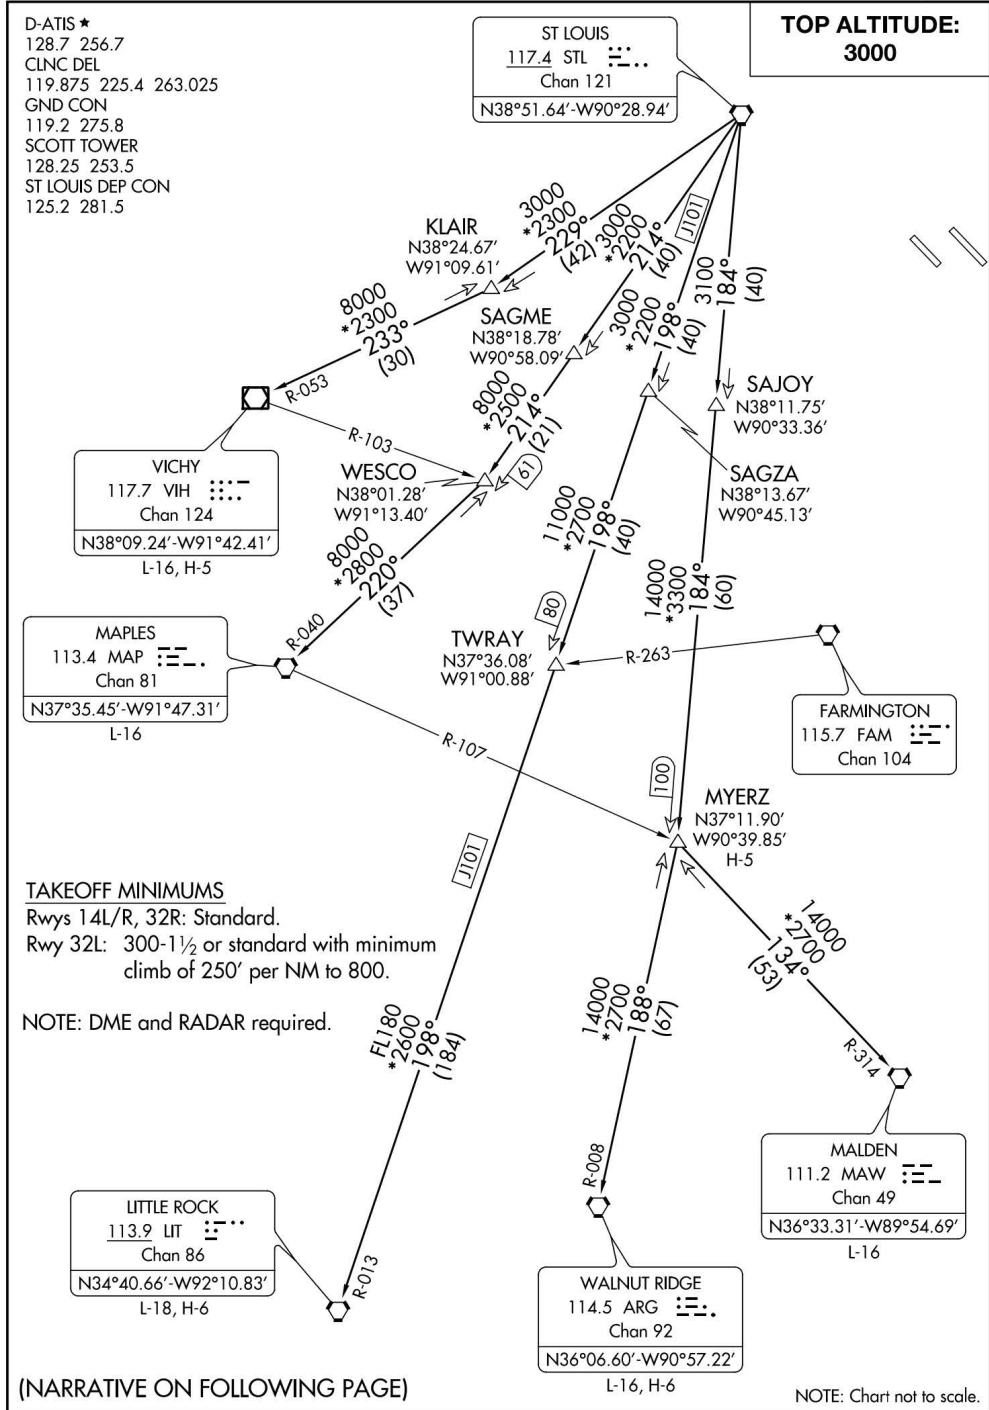 D-ATIS ★
128.7 256.7
CLNC DEL
119.875 225.4 263.025
GND CON
119.2 275.8
SCOTT TOWER
128.25 253.5
ST LOUIS DEP CON
125.2 281.5
ST LOUIS
117.4 STL
Chan 121
N38°51.64′-W90°28.94′
TOP ALTITUDE:
3000
3000
*2300
229°
(42)
3000
*2200
214°
(40)
J101
3000
*2200
198°
(40)
3100
184°
(40)
KLAIR
N38°24.67′
W91°09.61′
8000
*2300
233°
(30)
R-053
SAGME
N38°18.78′
W90°58.09′
8000
*2500
214°
(21)
61
SAJOY
N38°11.75′
W90°33.36′
SAGZA
N38°13.67′
W90°45.13′
R-103
VICHY
117.7 VIH
Chan 124
N38°09.24′-W91°42.41′
L-16, H-5
WESCO
N38°01.28′
W91°13.40′
8000
*2800
220°
(37)
R-040
11000
*2700
198°
(40)
80
14000
*3300
184°
(60)
100
MAPLES
113.4 MAP
Chan 81
N37°35.45′-W91°47.31′
L-16
TWRAY
N37°36.08′
W91°00.88′
R-263
FARMINGTON
115.7 FAM
Chan 104
R-107
MYERZ
N37°11.90′
W90°39.85′
H-5
J101
TAKEOFF MINIMUMS
Rwys 14L/R, 32R: Standard.
Rwy 32L: 300-1½ or standard with minimum
climb of 250′ per NM to 800.
NOTE: DME and RADAR required.
FL180
*2600
198°
(184)
R-013
14000
*2700
188°
(67)
R-008
14000
*2700
134°
(53)
R-314
MALDEN
111.2 MAW
Chan 49
N36°33.31′-W89°54.69′
L-16
LITTLE ROCK
113.9 LIT
Chan 86
N34°40.66′-W92°10.83′
L-18, H-6
WALNUT RIDGE
114.5 ARG
Chan 92
N36°06.60′-W90°57.22′
L-16, H-6
(NARRATIVE ON FOLLOWING PAGE)
NOTE: Chart not to scale.